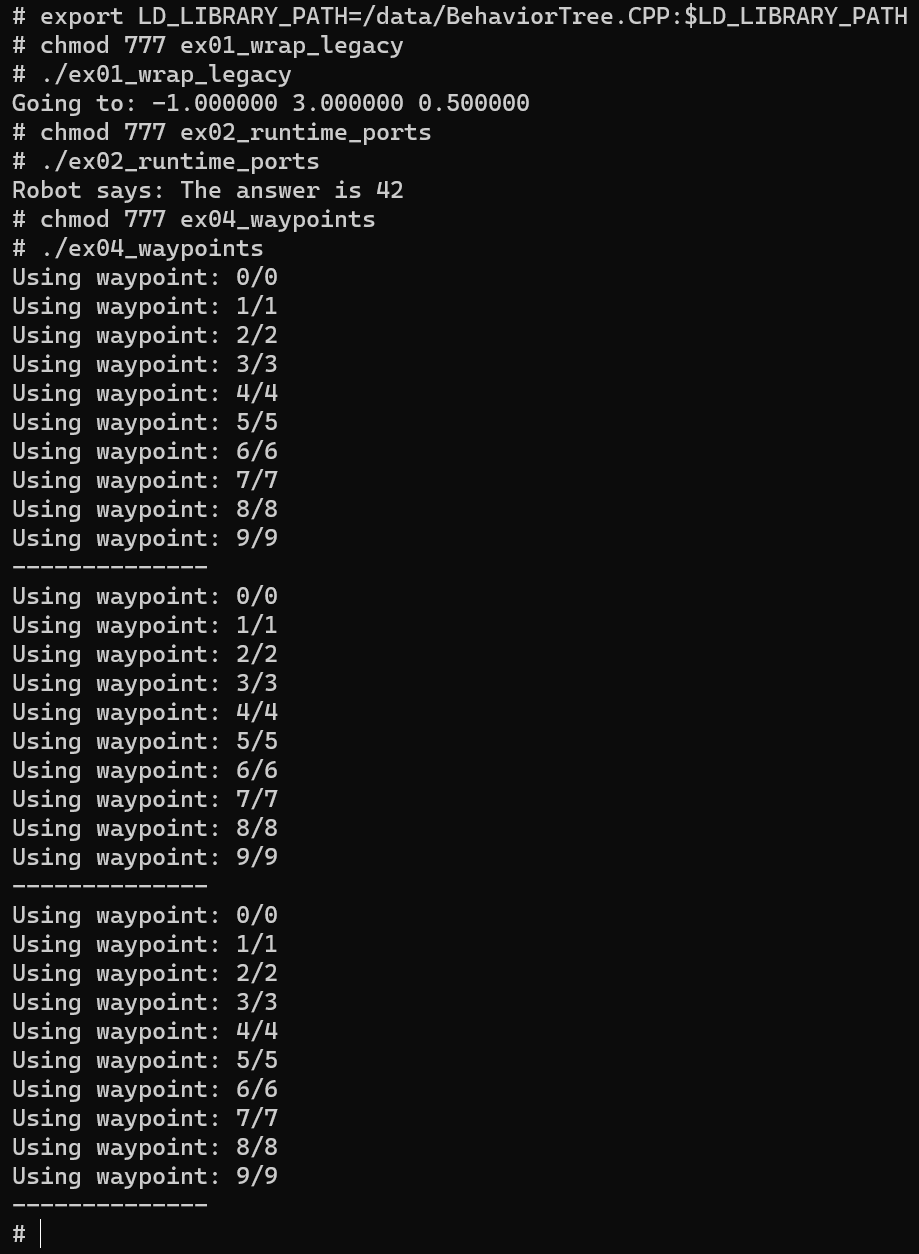 # export LD_LIBRARY_PATH=/data/BehaviorTree.CPP:$LD_LIBRARY_PATH
# chmod 777 ex01_wrap_legacy
# ./ex01_wrap_legacy
Going to: -1.000000 3.000000 0.500000
# chmod 777 ex02_runtime_ports
# ./ex02_runtime_ports
Robot says: The answer is 42
# chmod 777 ex04_waypoints
# ./ex04_waypoints
Using waypoint: 0/0
Using waypoint: 1/1
Using waypoint: 2/2
Using waypoint: 3/3
Using waypoint: 4/4
Using waypoint: 5/5
Using waypoint: 6/6
Using waypoint: 7/7
Using waypoint: 8/8
Using waypoint: 9/9
--------------
Using waypoint: 0/0
Using waypoint: 1/1
Using waypoint: 2/2
Using waypoint: 3/3
Using waypoint: 4/4
Using waypoint: 5/5
Using waypoint: 6/6
Using waypoint: 7/7
Using waypoint: 8/8
Using waypoint: 9/9
--------------
Using waypoint: 0/0
Using waypoint: 1/1
Using waypoint: 2/2
Using waypoint: 3/3
Using waypoint: 4/4
Using waypoint: 5/5
Using waypoint: 6/6
Using waypoint: 7/7
Using waypoint: 8/8
Using waypoint: 9/9
--------------
#